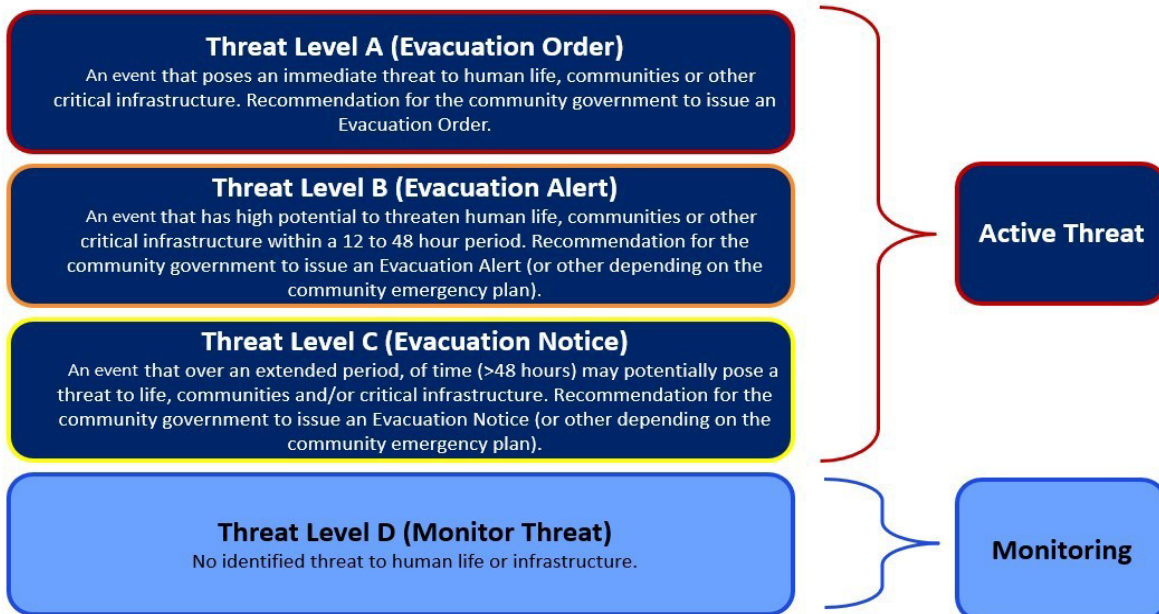 Threat Level A (Evacuation Order)
An event that poses an immediate threat to human life, communities or other
critical infrastructure. Recommendation for the community government to issue an
Evacuation Order.
Threat Level B (Evacuation Alert)
An event that has high potential to threaten human life, communities or other
critical infrastructure within a 12 to 48 hour period. Recommendation for the
community government to issue an Evacuation Alert (or other depending on the
community emergency plan).
Threat Level C (Evacuation Notice)
An event that over an extended period, of time (>48 hours) may potentially pose a
threat to life, communities and/or critical infrastructure. Recommendation for the
community government to issue an Evacuation Notice (or other depending on the
community emergency plan).
Active Threat
Threat Level D (Monitor Threat)
No identified threat to human life or infrastructure.
Monitoring